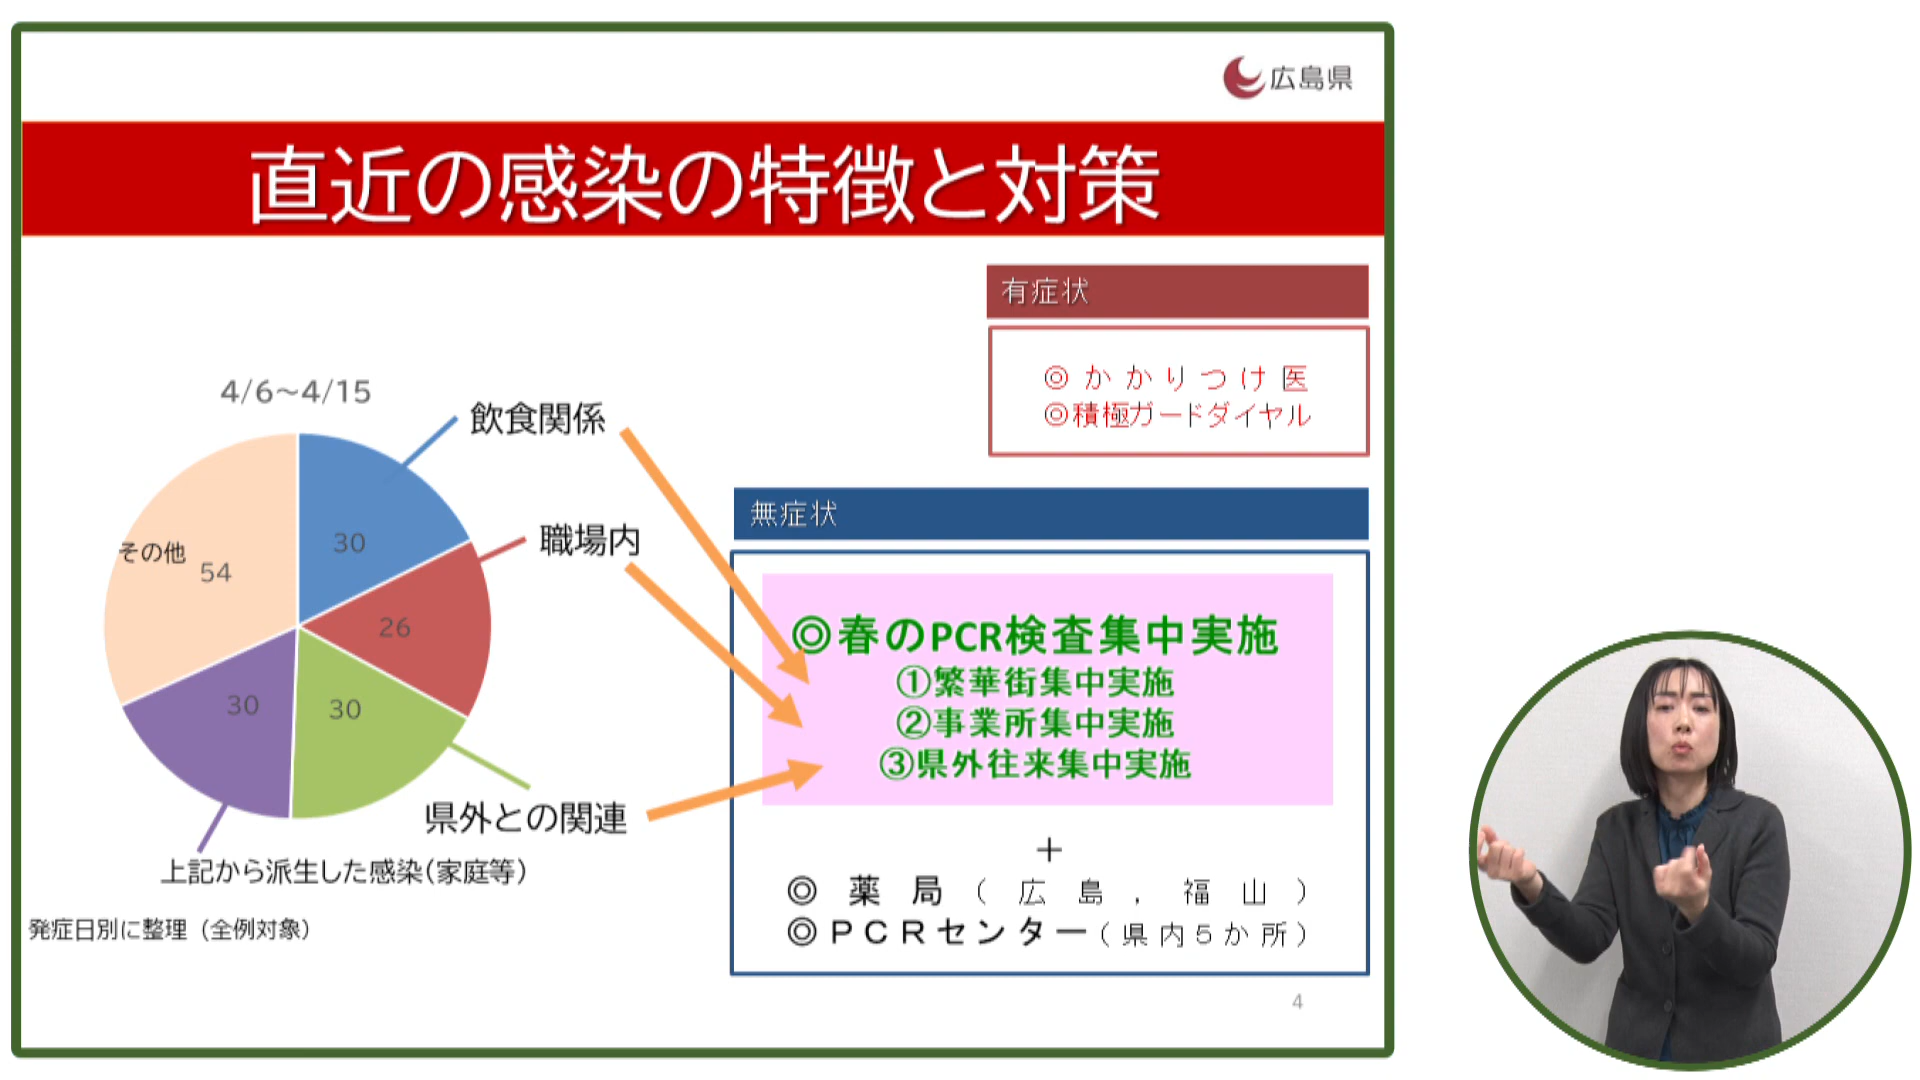 広島県
直近の感染の特徴と対策
有症状
◎かかりつけ医
◎積極ガードダイヤル
4/6~4/15
飲食関係
職場内
その他
54
30
26
30
30
県外との関連
上記から派生した感染(家庭等)
発症日別に整理(全例対象)
無症状
◎春のPCR検査集中実施
①繁華街集中実施
②事業所集中実施
③県外往来集中実施
+
◎薬局(広島,福山)
◎PCRセンター(県内5か所)
4